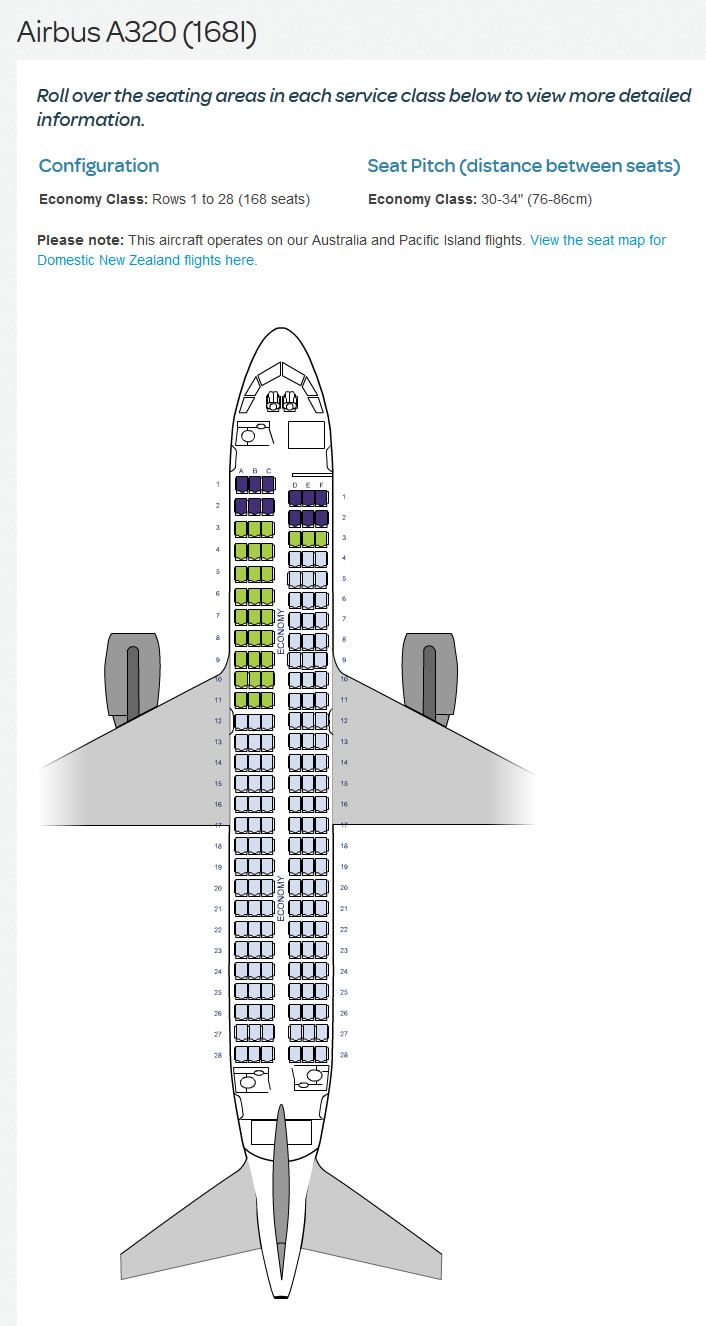 Airbus A320 (168I)
Roll over the seating areas in each service class below to view more detailed
information.
Configuration
Seat Pitch (distance between seats)
Economy Class: Rows 1 to 28 (168 seats)
Economy Class: 30-34" (76-86cm)
Please note: This aircraft operates on our Australia and Pacific Island flights. View the seat map for
Domestic New Zealand flights here.
A B C
D E F
1 1
2 2
3 3
4 4
5 5
6 6
7 7
8 8
ECONOMY
9 9
10 10
11 11
12 12
13 13
14 14
15 15
16 16
17 17
18 18
19 19
20 20
ECONOMY
21 21
22 22
23 23
24 24
25 25
26 26
27 27
28 28